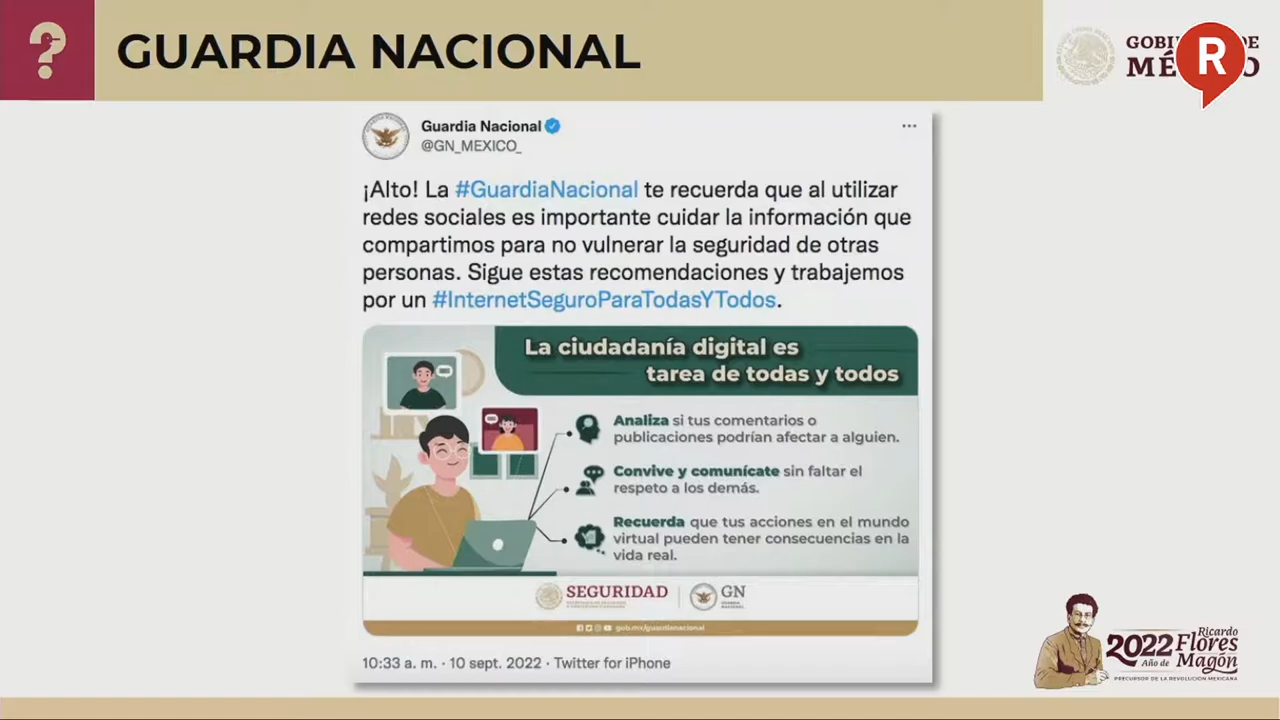 ?
GUARDIA NACIONAL
R
Guardia Nacional
@GN_MEXICO_
¡Alto! La #GuardiaNacional te recuerda que al utilizar
redes sociales es importante cuidar la información que
compartimos para no vulnerar la seguridad de otras
personas. Sigue estas recomendaciones y trabajemos
por un #InternetSeguroParaTodasYTodos.
La ciudadanía digital es
tarea de todas y todos
Analiza si tus comentarios o
publicaciones podrían afectar a alguien.
Convive y comunícate sin faltar el
respeto a los demás.
Recuerda que tus acciones en el mundo
virtual pueden tener consecuencias en la
vida real.
SEGURIDAD
GN
GUARDIA
NACIONAL
gob.mx/guardianacional
10:33 a. m. · 10 sept. 2022 · Twitter for iPhone
2022 Ricardo
Flores
Año de Magón
PRECURSOR DE LA REVOLUCIÓN MEXICANA